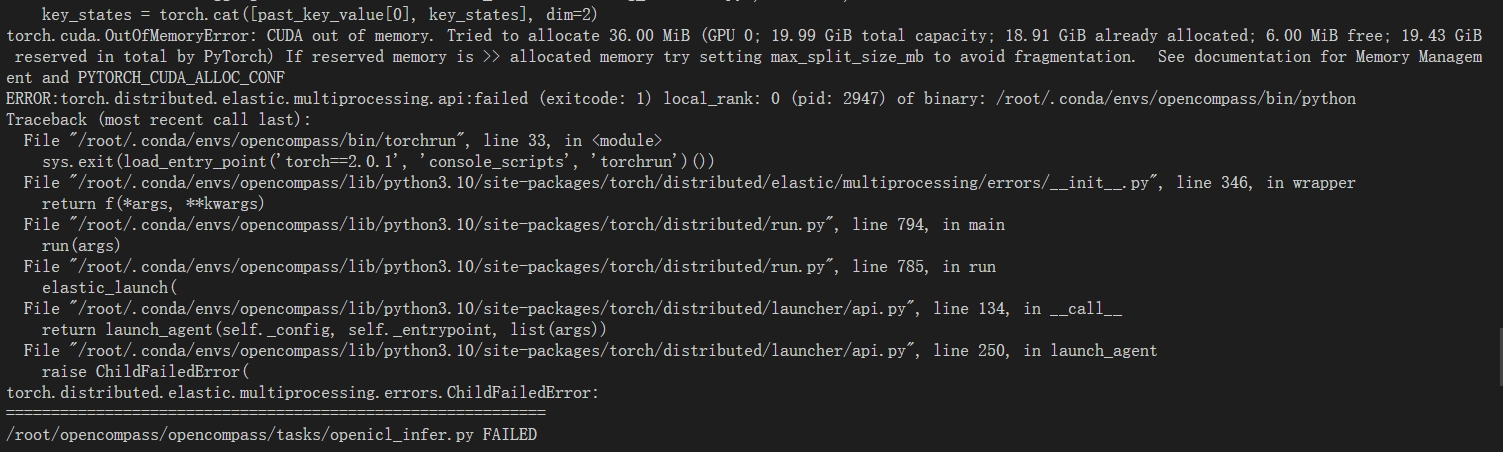 key_states = torch.cat([past_key_value[0], key_states], dim=2)
torch.cuda.OutOfMemoryError: CUDA out of memory. Tried to allocate 36.00 MiB (GPU 0; 19.99 GiB total capacity; 18.91 GiB already allocated; 6.00 MiB free; 19.43 GiB
reserved in total by PyTorch) If reserved memory is >> allocated memory try setting max_split_size_mb to avoid fragmentation.  See documentation for Memory Managem
ent and PYTORCH_CUDA_ALLOC_CONF
ERROR:torch.distributed.elastic.multiprocessing.api:failed (exitcode: 1) local_rank: 0 (pid: 2947) of binary: /root/.conda/envs/opencompass/bin/python
Traceback (most recent call last):
  File "/root/.conda/envs/opencompass/bin/torchrun", line 33, in <module>
    sys.exit(load_entry_point('torch==2.0.1', 'console_scripts', 'torchrun')())
  File "/root/.conda/envs/opencompass/lib/python3.10/site-packages/torch/distributed/elastic/multiprocessing/errors/__init__.py", line 346, in wrapper
    return f(*args, **kwargs)
  File "/root/.conda/envs/opencompass/lib/python3.10/site-packages/torch/distributed/run.py", line 794, in main
    run(args)
  File "/root/.conda/envs/opencompass/lib/python3.10/site-packages/torch/distributed/run.py", line 785, in run
    elastic_launch(
  File "/root/.conda/envs/opencompass/lib/python3.10/site-packages/torch/distributed/launcher/api.py", line 134, in __call__
    return launch_agent(self._config, self._entrypoint, list(args))
  File "/root/.conda/envs/opencompass/lib/python3.10/site-packages/torch/distributed/launcher/api.py", line 250, in launch_agent
    raise ChildFailedError(
torch.distributed.elastic.multiprocessing.errors.ChildFailedError:
============================================================
/root/opencompass/opencompass/tasks/openicl_infer.py FAILED